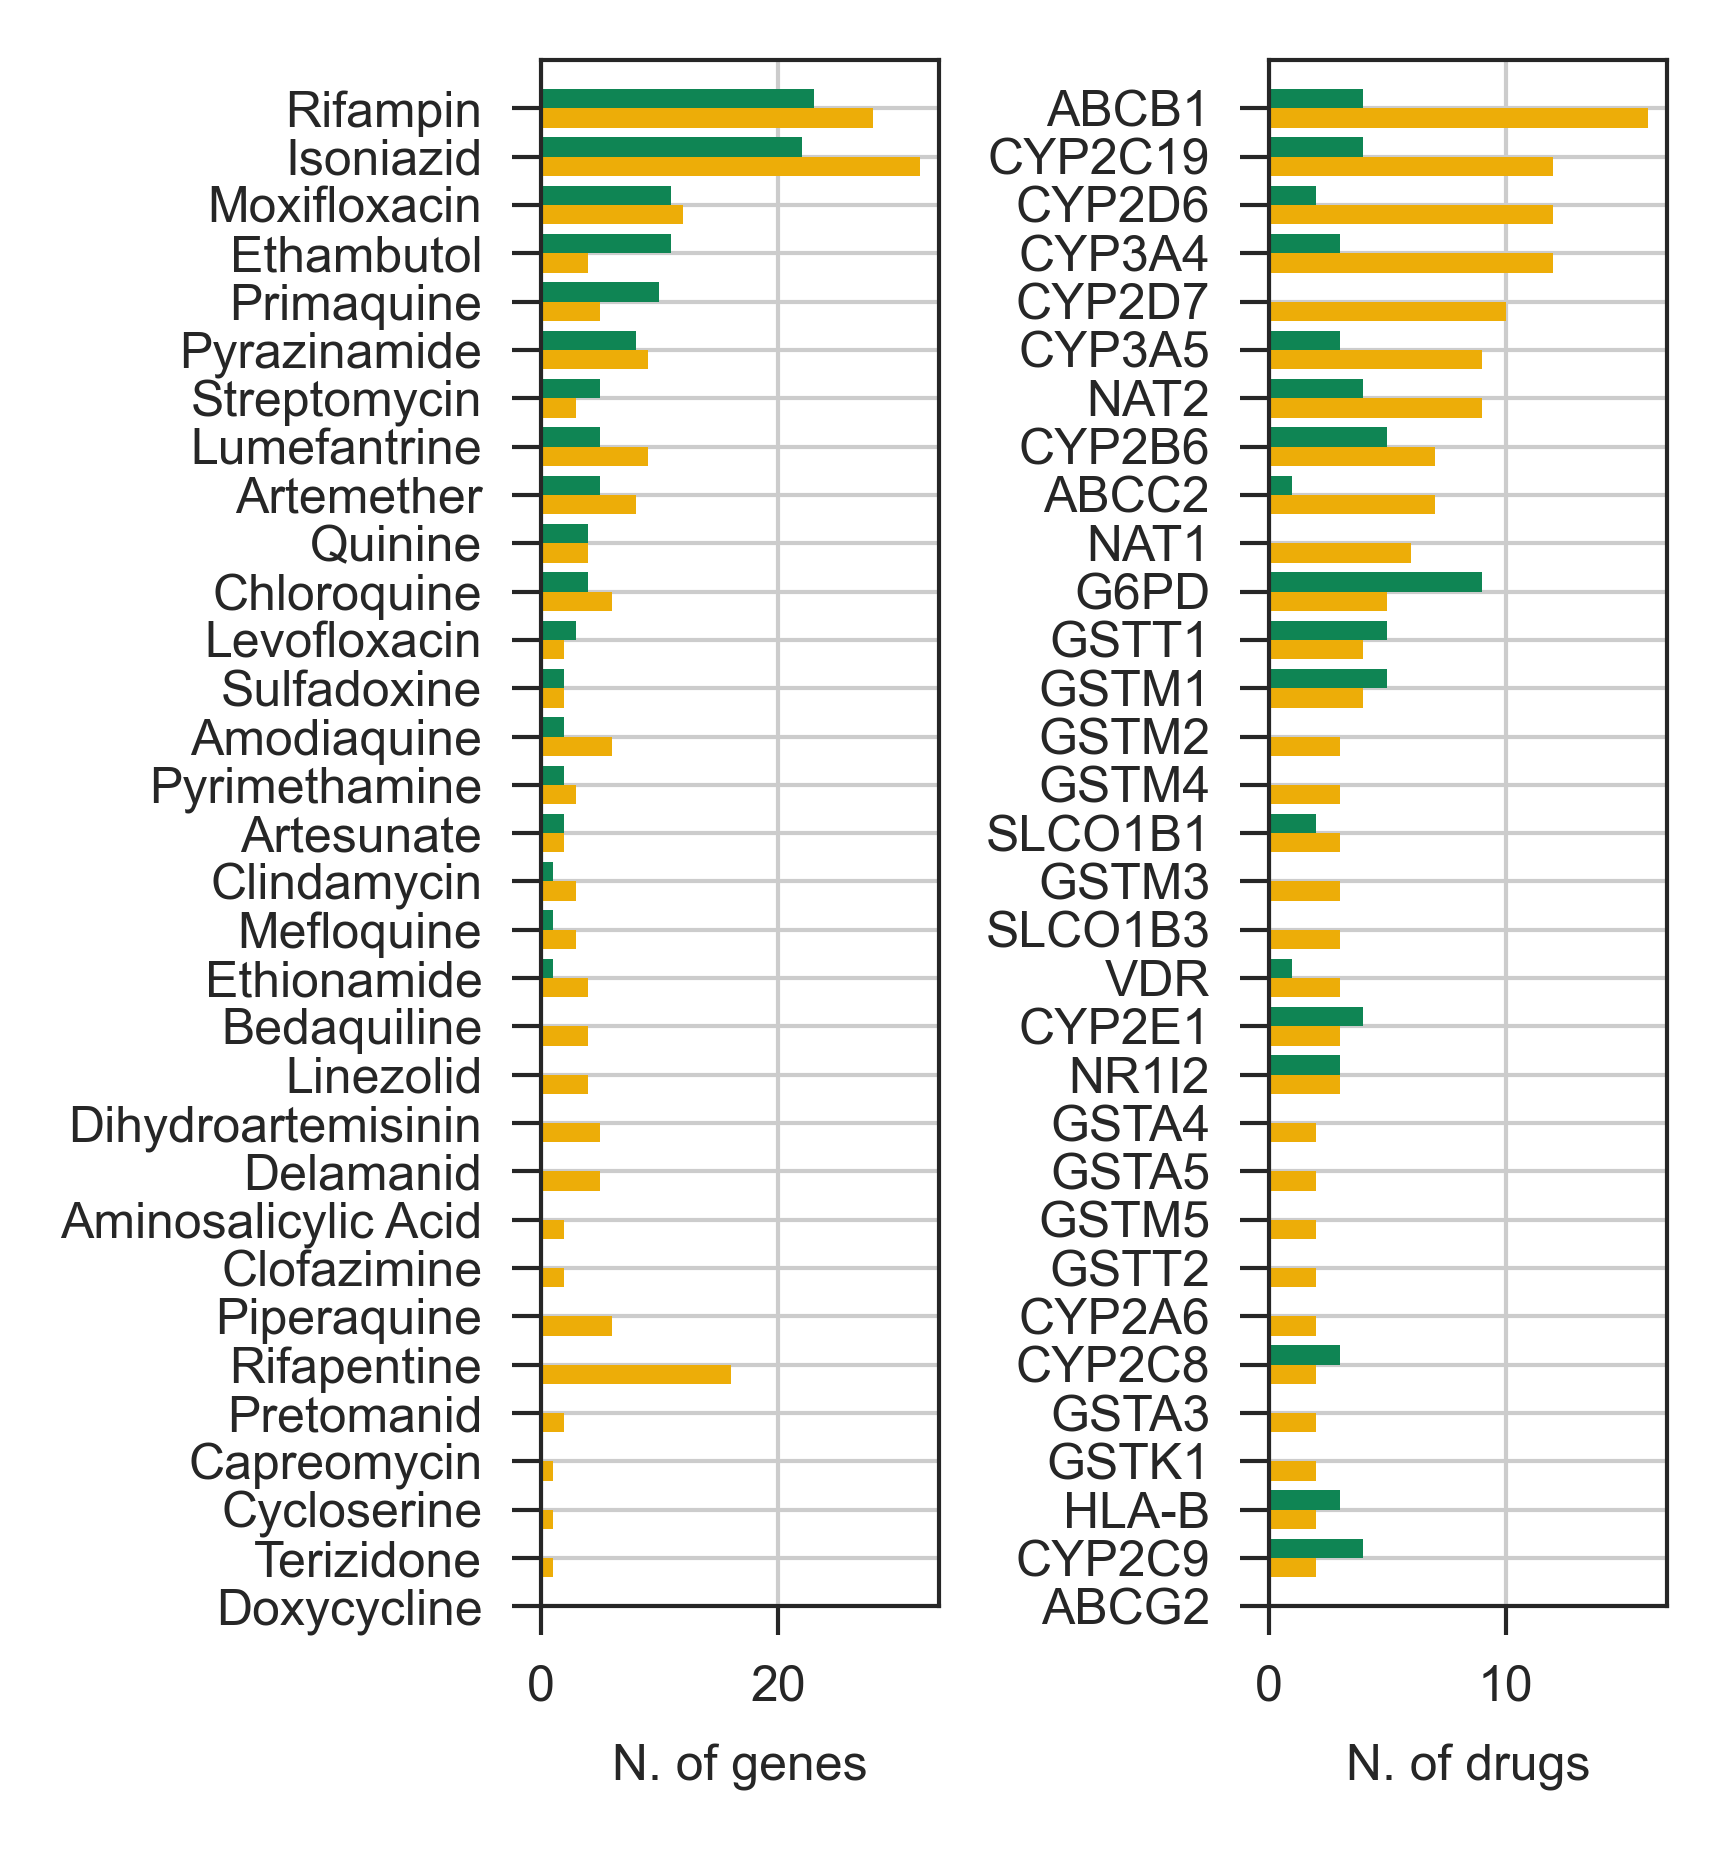 Rifampin
Isoniazid
Moxifloxacin
Ethambutol
Primaquine
Pyrazinamide
Streptomycin
Lumefantrine
Artemether
Quinine
Chloroquine
Levofloxacin
Sulfadoxine
Amodiaquine
Pyrimethamine
Artesunate
Clindamycin
Mefloquine
Ethionamide
Bedaquiline
Linezolid
Dihydroartemisinin
Delamanid
Aminosalicylic Acid
Clofazimine
Piperaquine
Rifapentine
Pretomanid
Capreomycin
Cycloserine
Terizidone
Doxycycline
0 20
N. of genes
ABCB1
CYP2C19
CYP2D6
CYP3A4
CYP2D7
CYP3A5
NAT2
CYP2B6
ABCC2
NAT1
G6PD
GSTT1
GSTM1
GSTM2
GSTM4
SLCO1B1
GSTM3
SLCO1B3
VDR
CYP2E1
NR1I2
GSTA4
GSTA5
GSTM5
GSTT2
CYP2A6
CYP2C8
GSTA3
GSTK1
HLA-B
CYP2C9
ABCG2
0 10
N. of drugs